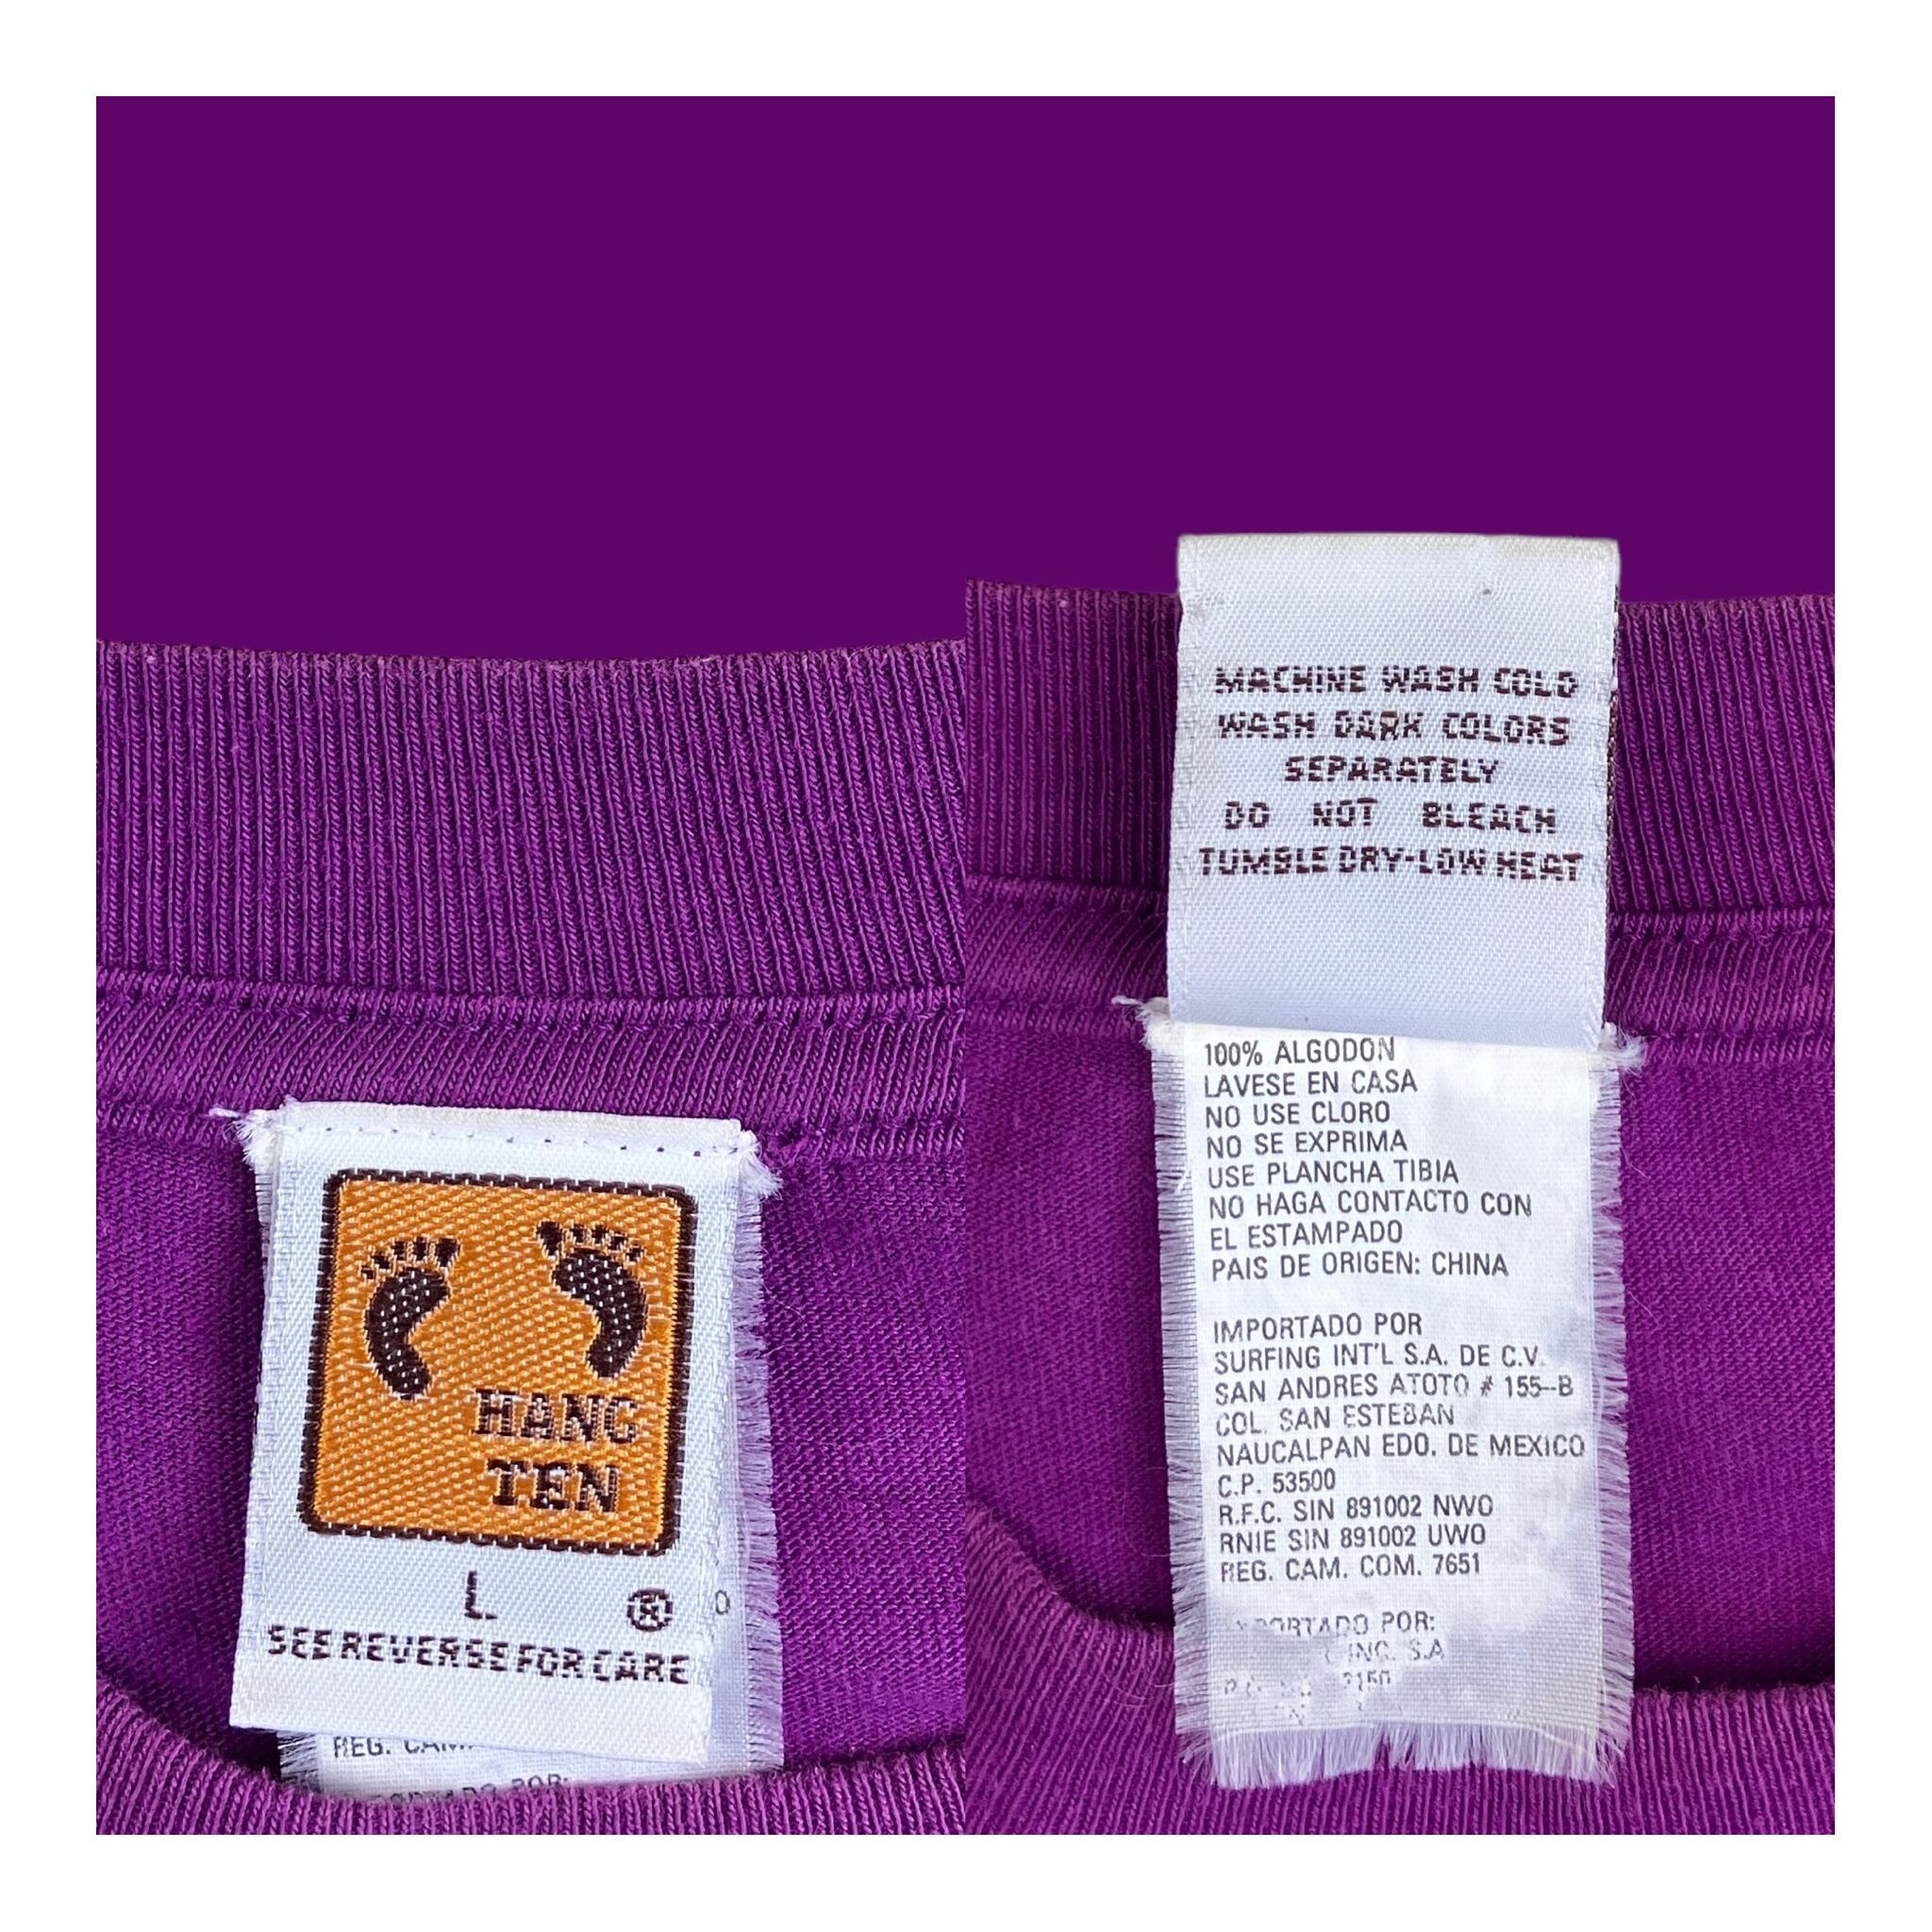 HANG
TEN
L ®
SEE REVERSE FOR CARE
REG.
POR:
MACHINE WASH COLD
WASH DARK COLORS
SEPARATELY
DO NOT BLEACH
TUMBLE DRY-LOW HEAT
100% ALGODON
LAVESE EN CASA
NO USE CLORO
NO SE EXPRIMA
USE PLANCHA TIBIA
NO HAGA CONTACTO CON
EL ESTAMPADO
PAIS DE ORIGEN: CHINA
IMPORTADO POR
SURFING INT'L S.A. DE C.V.
SAN ANDRES ATOTO # 155-B
COL. SAN ESTEBAN
NAUCALPAN EDO. DE MEXICO
C.P. 53500
R.F.C. SIN 891002 NWO
RNIE SIN 891002 UWO
REG. CAM. COM. 7651
POR:
INC. S.A